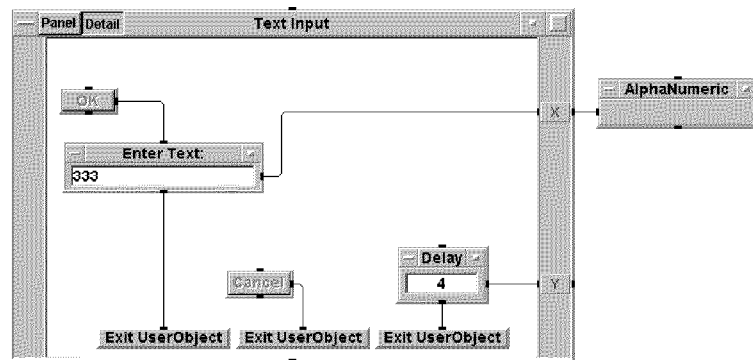 Panel Detail Text Input
AlphaNumeric
OK
X
Enter Text:
333
Delay
Cancel
4
Y
Exit UserObject Exit UserObject Exit UserObject